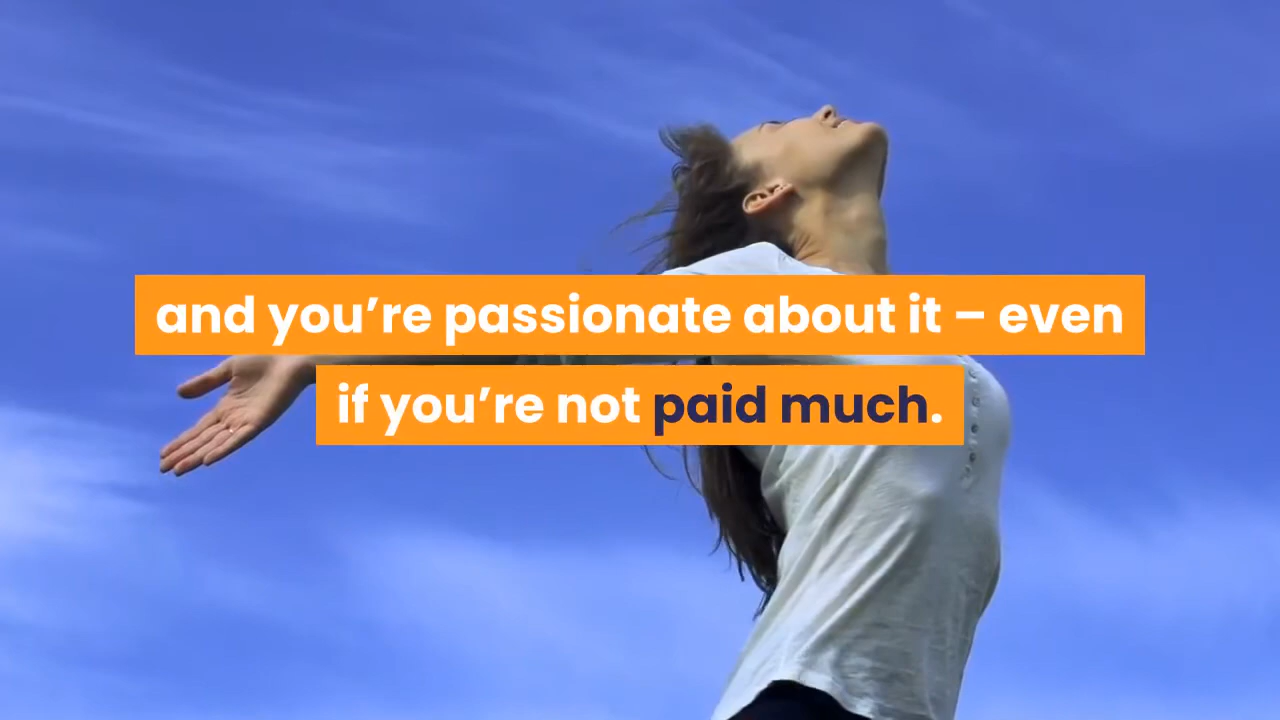 and you’re passionate about it – even
if you’re not paid much.